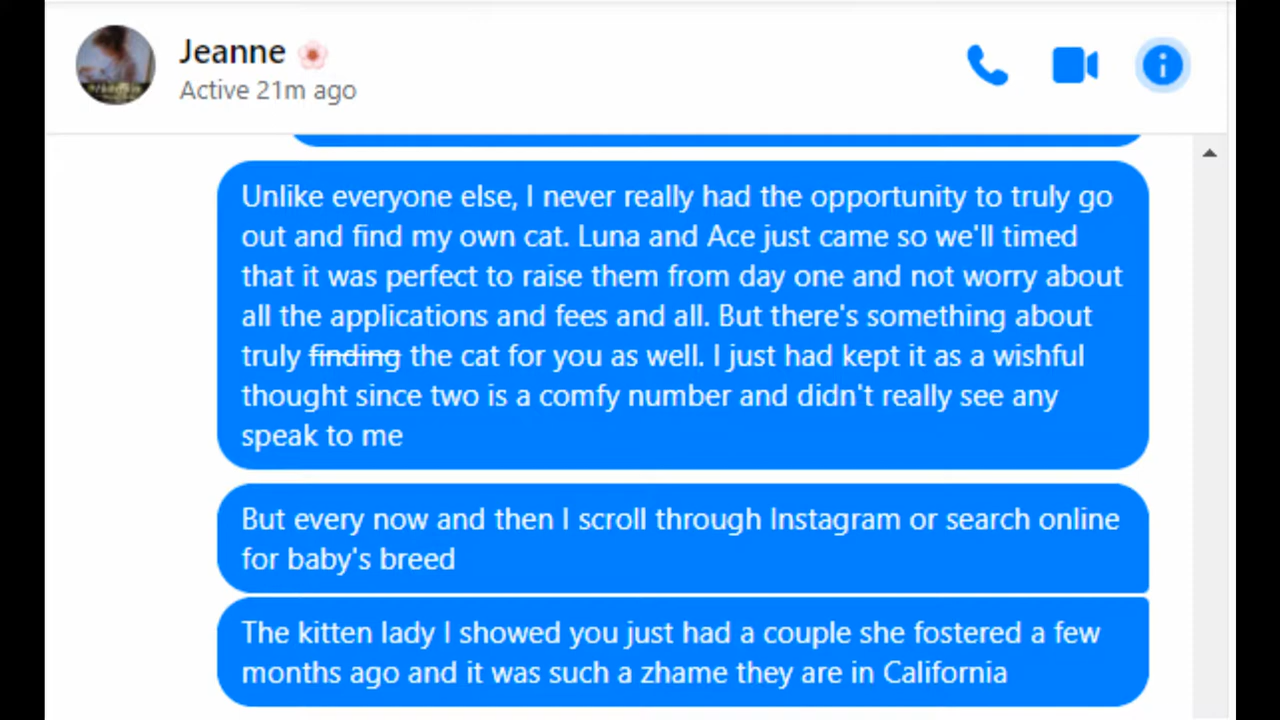 Jeanne 🌸
Active 21m ago
Unlike everyone else, I never really had the opportunity to truly go
out and find my own cat. Luna and Ace just came so we'll timed
that it was perfect to raise them from day one and not worry about
all the applications and fees and all. But there's something about
truly finding the cat for you as well. I just had kept it as a wishful
thought since two is a comfy number and didn't really see any
speak to me
But every now and then I scroll through Instagram or search online
for baby's breed
The kitten lady I showed you just had a couple she fostered a few
months ago and it was such a zhame they are in California